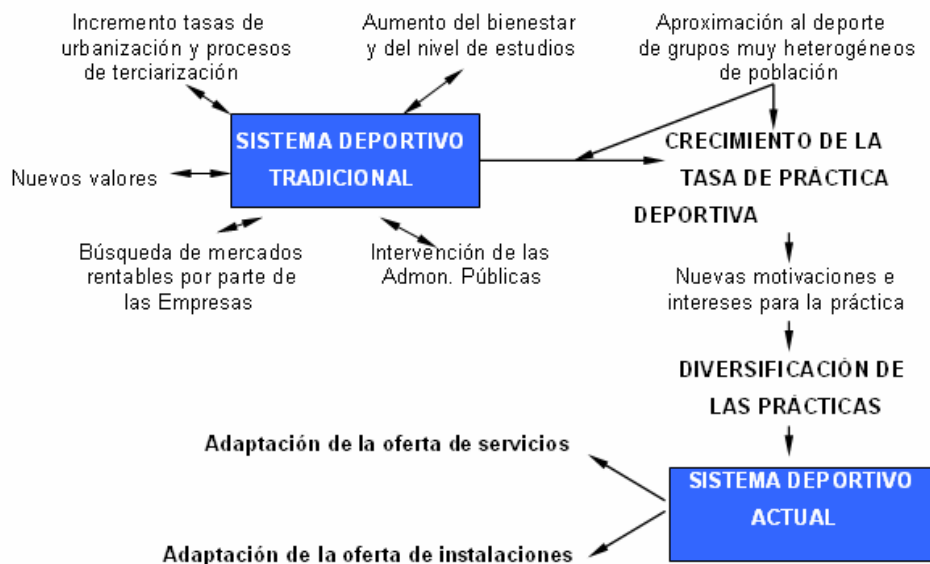 Incremento tasas de
urbanización y procesos
de terciarización
Aumento del bienestar
y del nivel de estudios
Aproximación al deporte
de grupos muy heterogéneos
de población
SISTEMA DEPORTIVO
TRADICIONAL
CRECIMIENTO DE LA
TASA DE PRÁCTICA
DEPORTIVA
Nuevos valores
Búsqueda de mercados
rentables por parte de
las Empresas
Intervención de las
Admon. Públicas
Nuevas motivaciones e
intereses para la práctica
DIVERSIFICACIÓN DE
LAS PRÁCTICAS
Adaptación de la oferta de servicios
SISTEMA DEPORTIVO
ACTUAL
Adaptación de la oferta de instalaciones